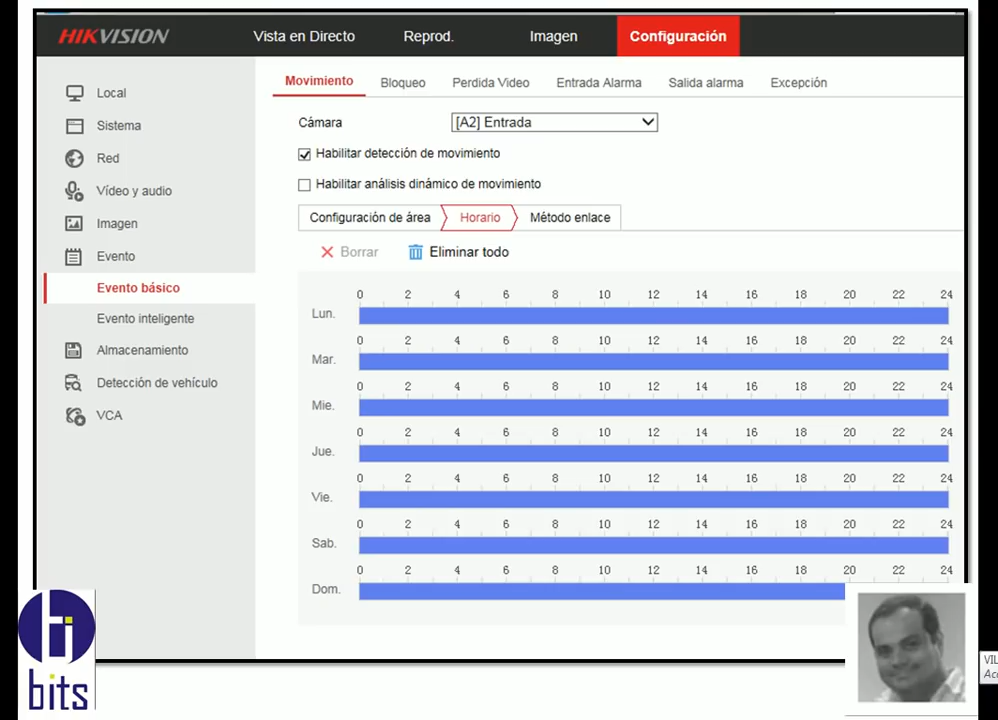 HIKVISION
Vista en Directo Reprod. Imagen Configuración
Local
Sistema
Red
Vídeo y audio
Imagen
Evento
Evento básico
Evento inteligente
Almacenamiento
Detección de vehículo
VCA
Movimiento Bloqueo Perdida Video Entrada Alarma Salida alarma Excepción
Cámara [A2] Entrada
Habilitar detección de movimiento
Habilitar análisis dinámico de movimiento
Configuración de área Horario Método enlace
Borrar Eliminar todo
0 2 4 6 8 10 12 14 16 18 20 22 24
Lun.
0 2 4 6 8 10 12 14 16 18 20 22 24
Mar.
0 2 4 6 8 10 12 14 16 18 20 22 24
Mie.
0 2 4 6 8 10 12 14 16 18 20 22 24
Jue.
0 2 4 6 8 10 12 14 16 18 20 22 24
Vie.
0 2 4 6 8 10 12 14 16 18 20 22 24
Sab.
0 2 4 6 8 10 12 14 16 18 20 22 24
Dom.
bits
VIL
Acc